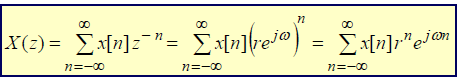 X(z) = ∑_{n=-∞}^{∞} x[n] z^{-n} = ∑_{n=-∞}^{∞} x[n] (re^{jω})^{n} = ∑_{n=-∞}^{∞} x[n] r^{n} e^{jωn}